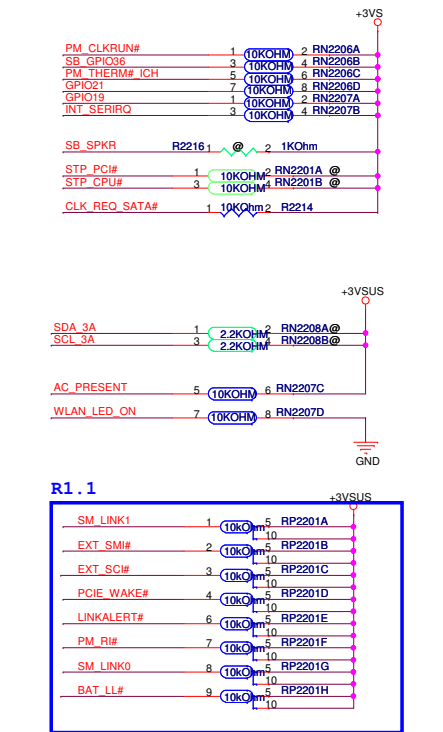 +3VS
PM_CLKRUN# 1 10KOHM 2 RN2206A
SB_GPIO36 3 10KOHM 4 RN2206B
PM_THERM#_ICH 5 10KOHM 6 RN2206C
GPIO21 7 10KOHM 8 RN2206D
GPIO19 1 10KOHM 2 RN2207A
INT_SERIRQ 3 10KOHM 4 RN2207B
SB_SPKR R2216 1 @ 2 1KOhm
STP_PCI# 1 10KOHM 2 RN2201A @
STP_CPU# 3 10KOHM 4 RN2201B @
CLK_REQ_SATA# 1 10KOhm 2 R2214
+3VSUS
SDA_3A 1 2.2KOHM 2 RN2208A@
SCL_3A 3 2.2KOHM 4 RN2208B@
AC_PRESENT 5 10KOHM 6 RN2207C
WLAN_LED_ON 7 10KOHM 8 RN2207D
GND
R1.1
+3VSUS
SM_LINK1 1 10kOhm 5 RP2201A
10
EXT_SMI# 2 10kOhm 5 RP2201B
10
EXT_SCI# 3 10kOhm 5 RP2201C
10
PCIE_WAKE# 4 10kOhm 5 RP2201D
10
LINKALERT# 6 10kOhm 5 RP2201E
10
PM_RI# 7 10kOhm 5 RP2201F
10
SM_LINK0 8 10kOhm 5 RP2201G
10
BAT_LL# 9 10kOhm 5 RP2201H
10